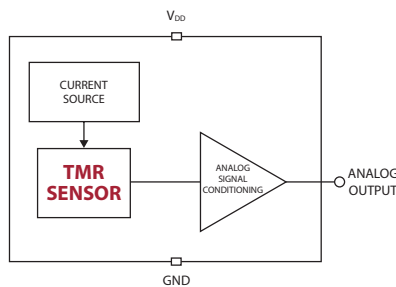 VDD
CURRENT
SOURCE
TMR
SENSOR
ANALOG
SIGNAL
CONDITIONING
ANALOG
OUTPUT
GND